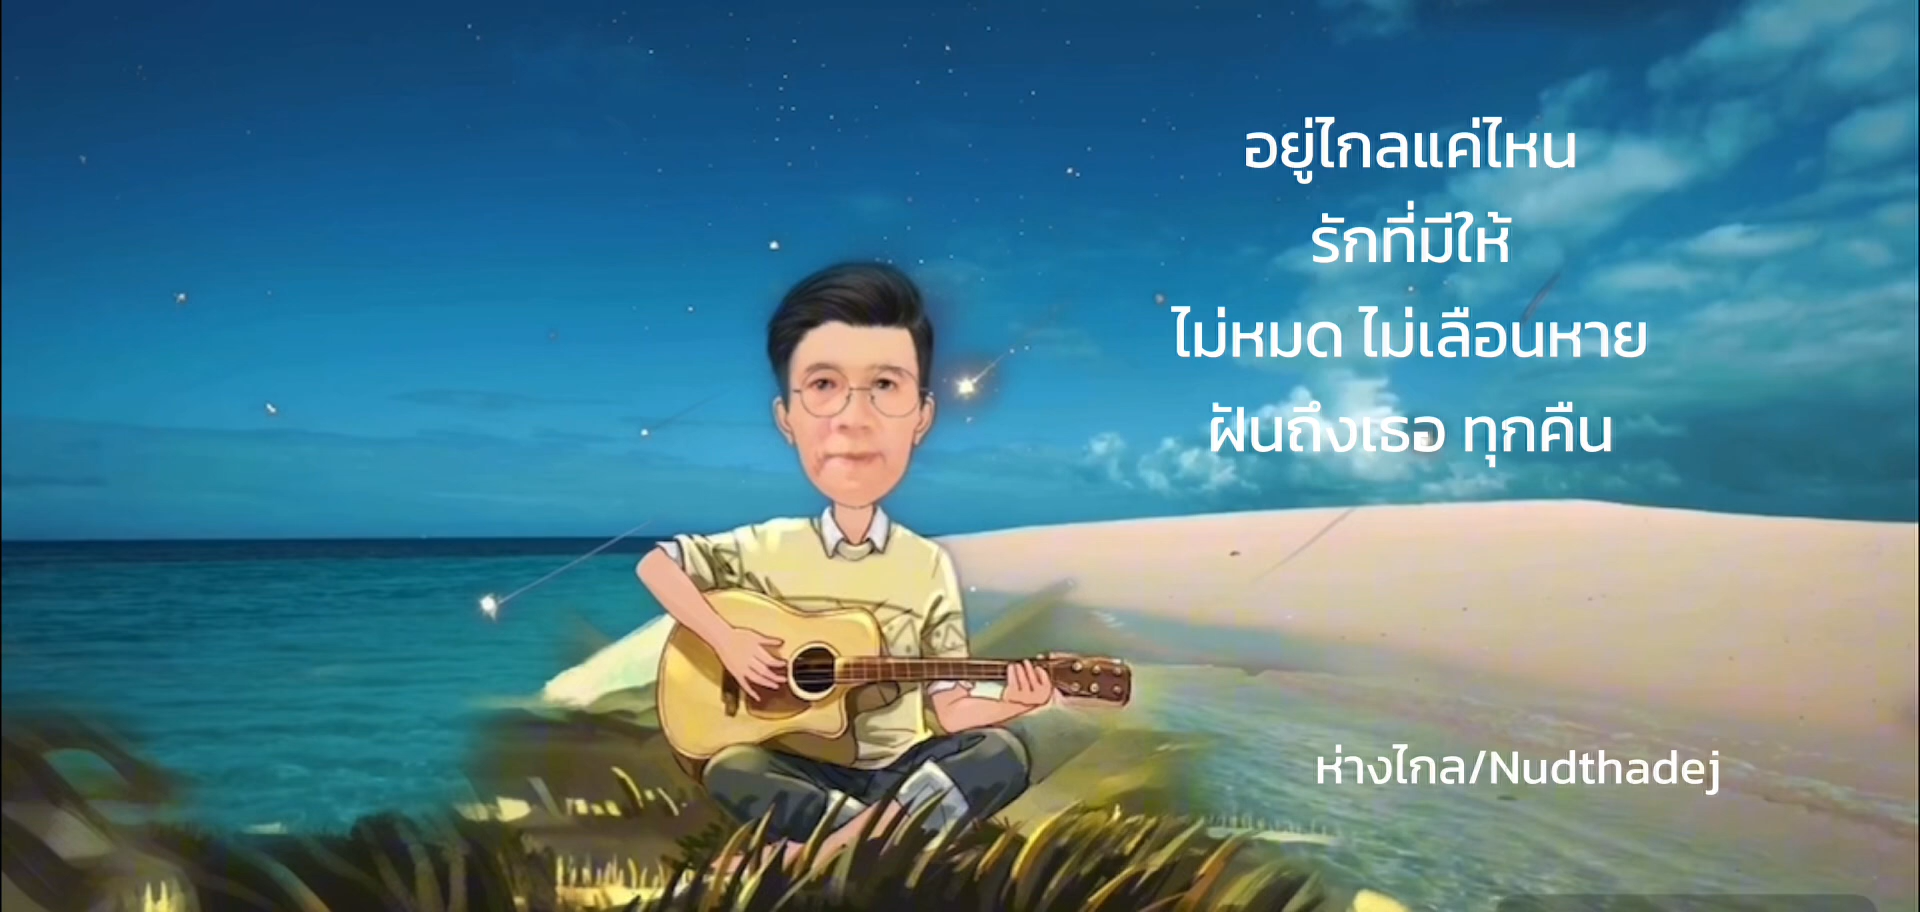 อยู่ไกลแค่ไหน
รักที่มีให้
ไม่หมด ไม่เลือนหาย
ฝันถึงเธอ ทุกคืน
ห่างไกล/Nudthadej